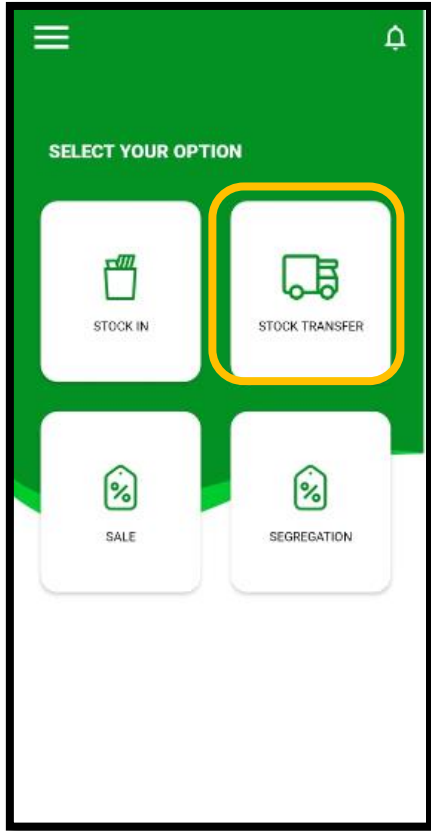 SELECT YOUR OPTION
STOCK IN
STOCK TRANSFER
SALE
SEGREGATION